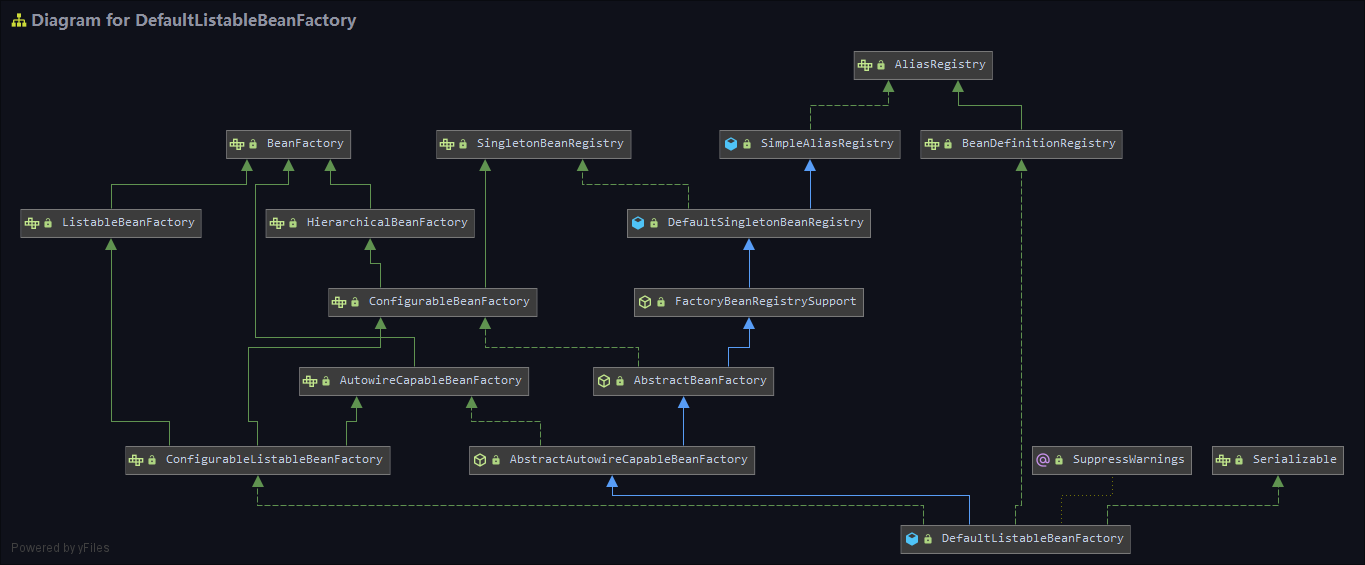 Diagram for DefaultListableBeanFactory
AliasRegistry
BeanFactory
SingletonBeanRegistry
SimpleAliasRegistry
BeanDefinitionRegistry
ListableBeanFactory
HierarchicalBeanFactory
DefaultSingletonBeanRegistry
ConfigurableBeanFactory
FactoryBeanRegistrySupport
AutowireCapableBeanFactory
AbstractBeanFactory
ConfigurableListableBeanFactory
AbstractAutowireCapableBeanFactory
@ SuppressWarnings
Serializable
DefaultListableBeanFactory
Powered by yFiles